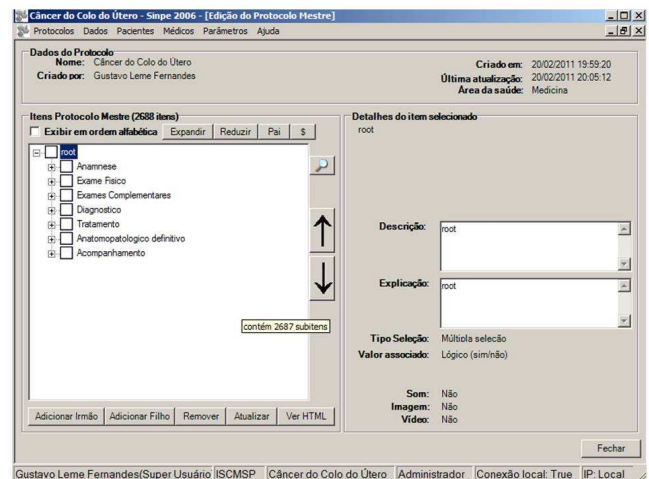 Câncer do Colo do Útero - Sinpe 2006 - [Edição do Protocolo Mestre]
Protocolos Dados Pacientes Médicos Parâmetros Ajuda
Dados do Protocolo
Nome: Câncer do Colo do Útero
Criado por: Gustavo Leme Fernandes
Criado em: 20/02/2011 19:59:20
Última atualização: 20/02/2011 20:05:12
Área da saúde: Medicina
Itens Protocolo Mestre (2688 itens)
Exibir em ordem alfabética Expandir Reduzir Pai $
root
Anamnese
Exame Fisico
Exames Complementares
Diagnostico
Tratamento
Anatomopatologico definitivo
Acompanhamento
contém 2687 subitens
Adicionar Irmão Adicionar Filho Remover Atualizar Ver HTML
Detalhes do item selecionado
root
Descrição: root
Explicação: root
Tipo Seleção: Múltipla selecão
Valor associado: Lógico (sim/não)
Som: Não
Imagem: Não
Vídeo: Não
Fechar
Gustavo Leme Fernandes(Super Usuário ISCMSP Câncer do Colo do Útero Administrador Conexão local: True IP: Local